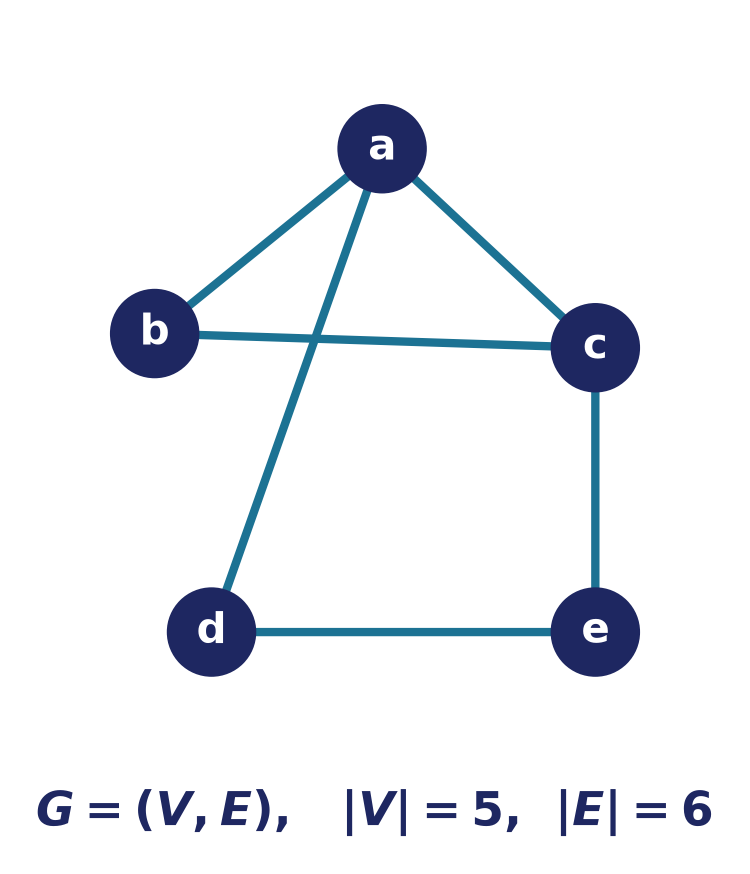 a
b
c
d
e
G = (V, E),   |V| = 5,  |E| = 6